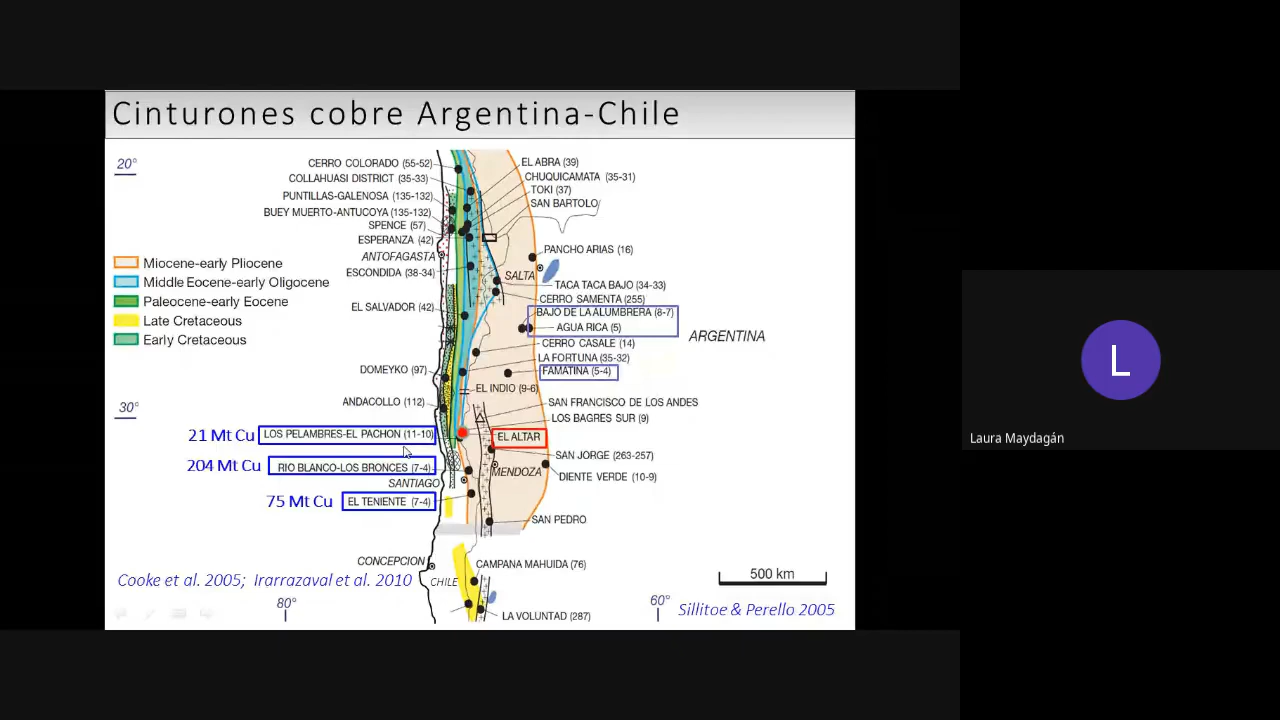 Cinturones cobre Argentina-Chile
20°
CERRO COLORADO (55-52)
COLLAHUASI DISTRICT (35-33)
PUNTILLAS-GALENOSA (135-132)
BUEY MUERTO-ANTUCOYA (135-132)
SPENCE (57)
ESPERANZA (42)
ANTOFAGASTA
ESCONDIDA (38-34)
EL SALVADOR (42)
DOMEYKO (97)
ANDACOLLO (112)
EL ABRA (39)
CHUQUICAMATA (35-31)
TOKI (37)
SAN BARTOLO
PANCHO ARIAS (16)
SALTA
TACA TACA BAJO (34-33)
CERRO SAMENTA (255)
BAJO DE LA ALUMBRERA (8-7)
AGUA RICA (5)
ARGENTINA
CERRO CASALE (14)
LA FORTUNA (35-32)
FAMATINA (5-4)
EL INDIO (9-6)
SAN FRANCISCO DE LOS ANDES
LOS BAGRES SUR (9)
EL ALTAR
SAN JORGE (263-257)
MENDOZA
DIENTE VERDE (10-9)
SAN PEDRO
Miocene-early Pliocene
Middle Eocene-early Oligocene
Paleocene-early Eocene
Late Cretaceous
Early Cretaceous
30°
21 Mt Cu
LOS PELAMBRES-EL PACHON (11-10)
204 Mt Cu
RIO BLANCO-LOS BRONCES (7-4)
SANTIAGO
75 Mt Cu
EL TENIENTE (7-4)
CONCEPCION
CHILE
CAMPANA MAHUIDA (76)
LA VOLUNTAD (287)
500 km
Cooke et al. 2005; Irarrazaval et al. 2010
80°
60°
Sillitoe & Perello 2005
L
Laura Maydagán